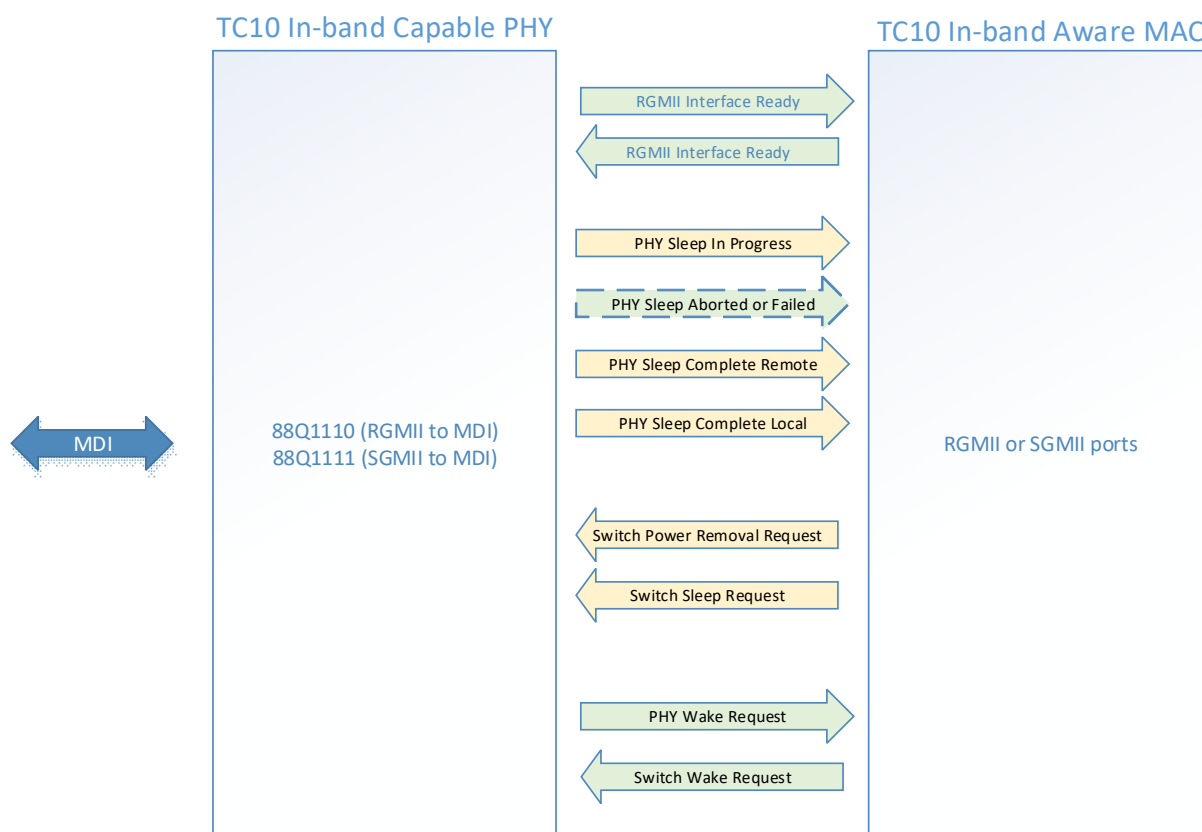 TC10 In-band Capable PHY
TC10 In-band Aware MAC
RGMII Interface Ready
RGMII Interface Ready
PHY Sleep In Progress
PHY Sleep Aborted or Failed
PHY Sleep Complete Remote
PHY Sleep Complete Local
MDI
88Q1110 (RGMII to MDI)
88Q1111 (SGMII to MDI)
RGMII or SGMII ports
Switch Power Removal Request
Switch Sleep Request
PHY Wake Request
Switch Wake Request